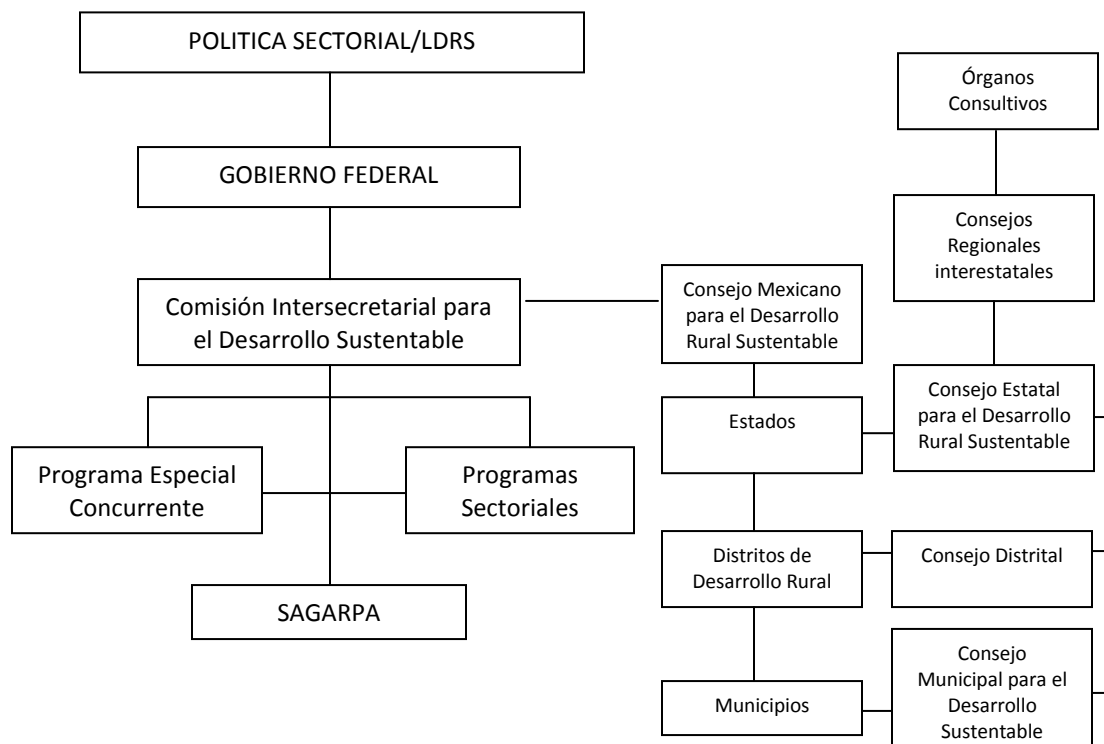 POLITICA SECTORIAL/LDRS
GOBIERNO FEDERAL
Comisión Intersecretarial para
el Desarrollo Sustentable
Programa Especial
Concurrente
Programas
Sectoriales
SAGARPA
Consejo Mexicano
para el Desarrollo
Rural Sustentable
Estados
Distritos de
Desarrollo Rural
Municipios
Órganos
Consultivos
Consejos
Regionales
interestatales
Consejo Estatal
para el Desarrollo
Rural Sustentable
Consejo Distrital
Consejo
Municipal para el
Desarrollo
Sustentable